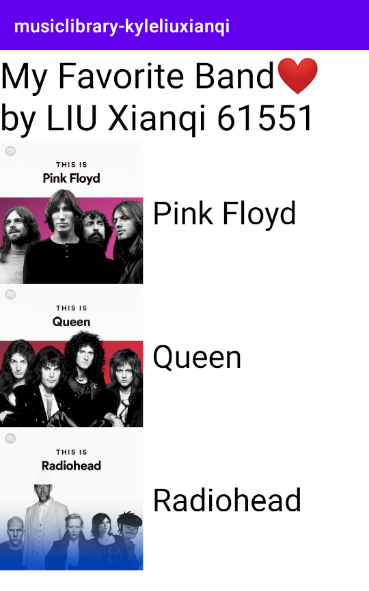 musiclibrary-kyleliuxianqi
My Favorite Band❤️
by LIU Xianqi 61551
THIS IS
Pink Floyd
Pink Floyd
THIS IS
Queen
Queen
THIS IS
Radiohead
Radiohead